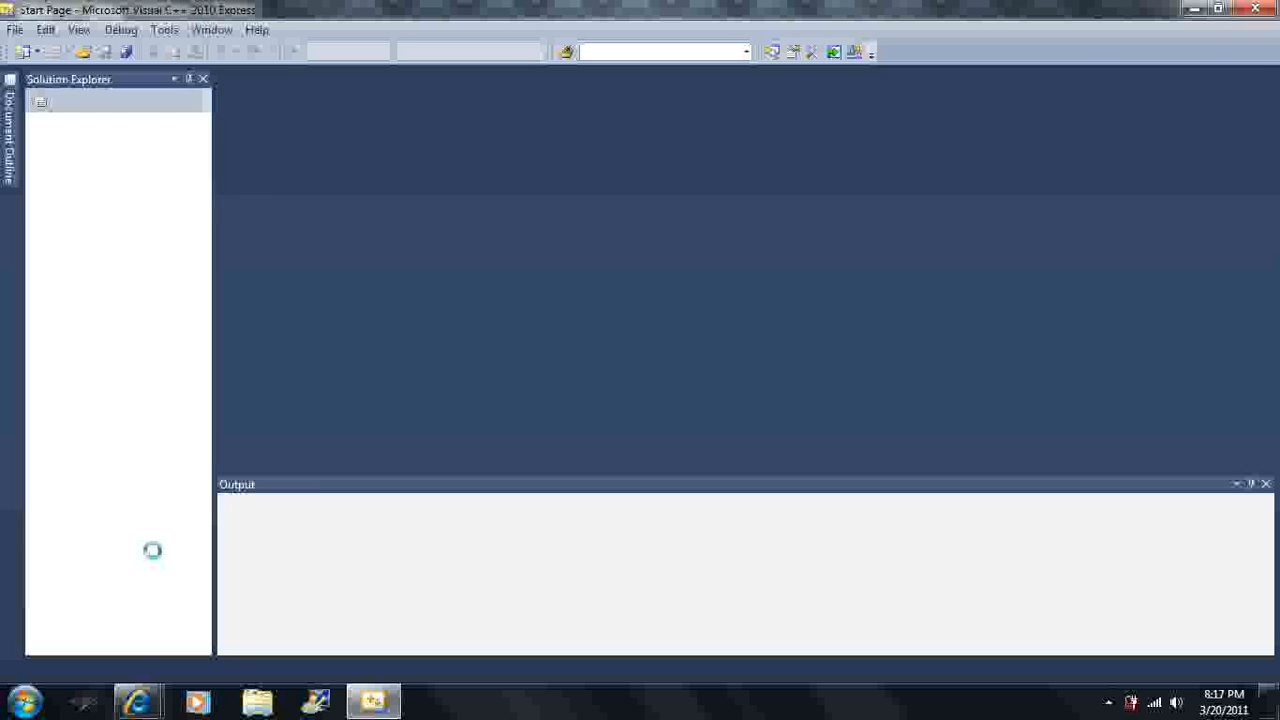 Start Page - Microsoft Visual C++ 2010 Express
File Edit View Debug Tools Window Help
Solution Explorer
Document Outline
Output
8:17 PM
3/20/2011